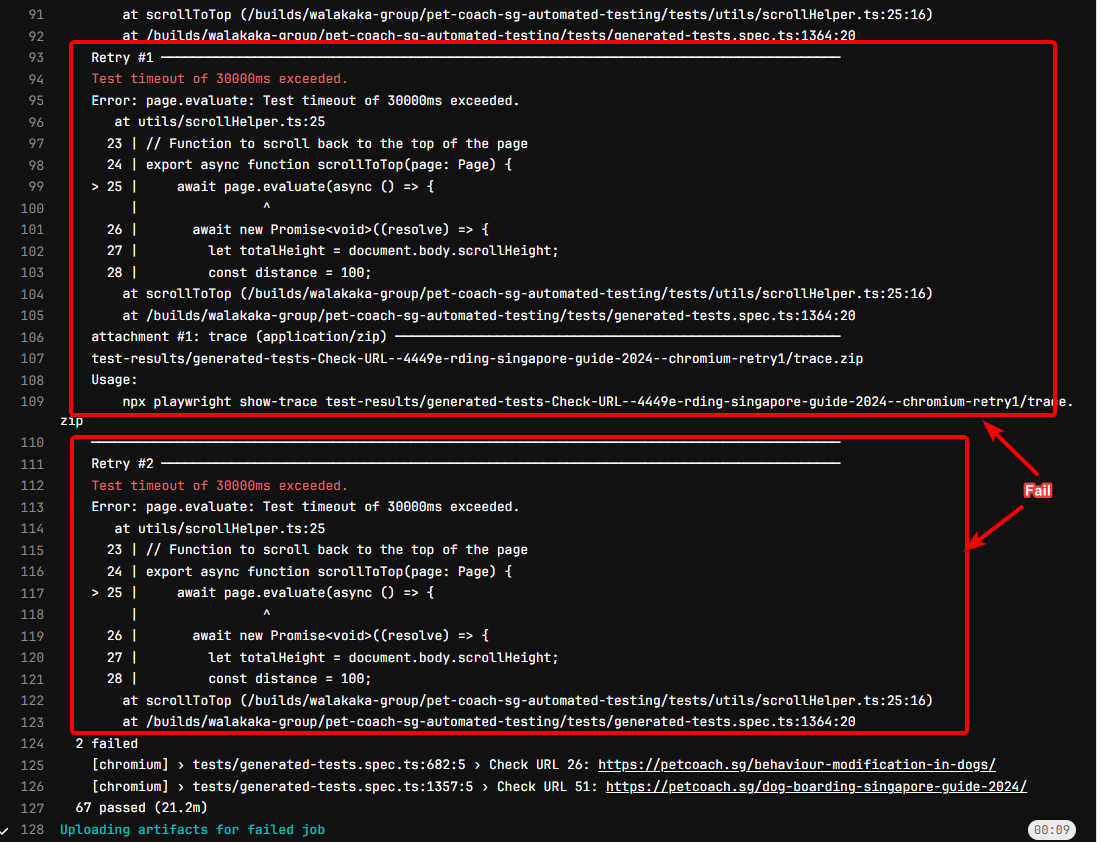 91 at scrollToTop (/builds/walakaka-group/pet-coach-sg-automated-testing/tests/utils/scrollHelper.ts:25:16)
92 at /builds/walakaka-group/pet-coach-sg-automated-testing/tests/generated-tests.spec.ts:1364:20
93 Retry #1 ───────────────────────────────────────────────────────────────────────────────────────
94 Test timeout of 30000ms exceeded.
95 Error: page.evaluate: Test timeout of 30000ms exceeded.
96 at utils/scrollHelper.ts:25
97 23 | // Function to scroll back to the top of the page
98 24 | export async function scrollToTop(page: Page) {
99 > 25 | await page.evaluate(async () => {
100 | ^
101 26 | await new Promise<void>((resolve) => {
102 27 | let totalHeight = document.body.scrollHeight;
103 28 | const distance = 100;
104 at scrollToTop (/builds/walakaka-group/pet-coach-sg-automated-testing/tests/utils/scrollHelper.ts:25:16)
105 at /builds/walakaka-group/pet-coach-sg-automated-testing/tests/generated-tests.spec.ts:1364:20
106 attachment #1: trace (application/zip) ─────────────────────────────────────────────────────────
107 test-results/generated-tests-Check-URL--4449e-rding-singapore-guide-2024--chromium-retry1/trace.zip
108 Usage:
109 npx playwright show-trace test-results/generated-tests-Check-URL--4449e-rding-singapore-guide-2024--chromium-retry1/trace.
zip
110 ────────────────────────────────────────────────────────────────────────────────────────────────
111 Retry #2 ───────────────────────────────────────────────────────────────────────────────────────
Fail
112 Test timeout of 30000ms exceeded.
113 Error: page.evaluate: Test timeout of 30000ms exceeded.
114 at utils/scrollHelper.ts:25
115 23 | // Function to scroll back to the top of the page
116 24 | export async function scrollToTop(page: Page) {
117 > 25 | await page.evaluate(async () => {
118 | ^
119 26 | await new Promise<void>((resolve) => {
120 27 | let totalHeight = document.body.scrollHeight;
121 28 | const distance = 100;
122 at scrollToTop (/builds/walakaka-group/pet-coach-sg-automated-testing/tests/utils/scrollHelper.ts:25:16)
123 at /builds/walakaka-group/pet-coach-sg-automated-testing/tests/generated-tests.spec.ts:1364:20
124 2 failed
125 [chromium] › tests/generated-tests.spec.ts:682:5 › Check URL 26: https://petcoach.sg/behaviour-modification-in-dogs/
126 [chromium] › tests/generated-tests.spec.ts:1357:5 › Check URL 51: https://petcoach.sg/dog-boarding-singapore-guide-2024/
127 67 passed (21.2m)
128 Uploading artifacts for failed job 00:09